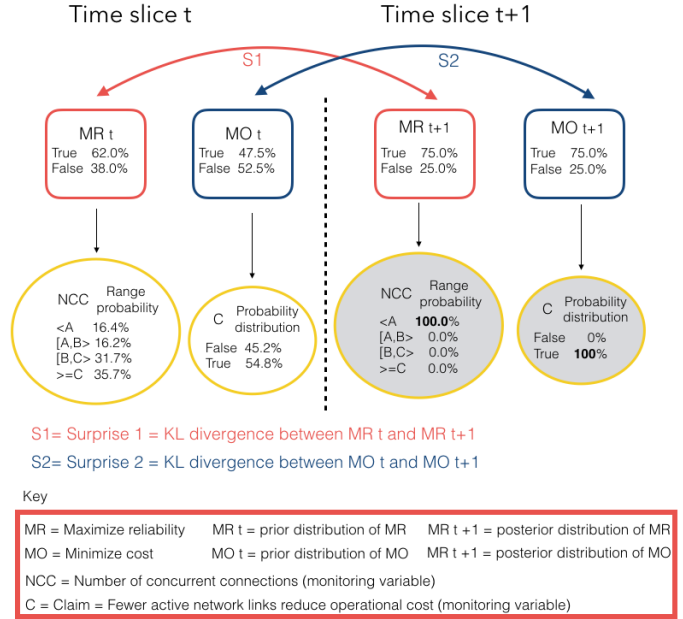 Time slice t
Time slice t+1
S1
S2
MR t
True 62.0%
False 38.0%
MO t
True 47.5%
False 52.5%
MR t+1
True 75.0%
False 25.0%
MO t+1
True 75.0%
False 25.0%
NCC Range probability
<A 16.4%
[A,B> 16.2%
[B,C> 31.7%
>=C 35.7%
C Probability distribution
False 45.2%
True 54.8%
NCC Range probability
<A 100.0%
[A,B> 0.0%
[B,C> 0.0%
>=C 0.0%
C Probability distribution
False 0%
True 100%
S1= Surprise 1 = KL divergence between MR t and MR t+1
S2= Surprise 2 = KL divergence between MO t and MO t+1
Key
MR = Maximize reliability MR t = prior distribution of MR MR t +1 = posterior distribution of MR
MO = Minimize cost MO t = prior distribution of MO MR t +1 = posterior distribution of MO
NCC = Number of concurrent connections (monitoring variable)
C = Claim = Fewer active network links reduce operational cost (monitoring variable)